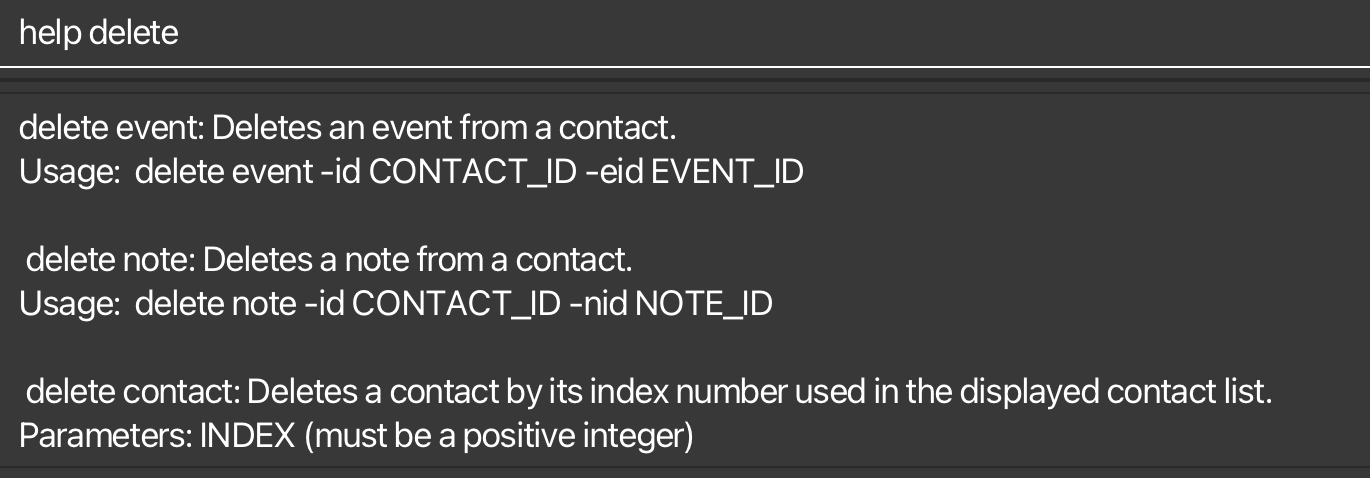 help delete
delete event: Deletes an event from a contact.
Usage:  delete event -id CONTACT_ID -eid EVENT_ID
delete note: Deletes a note from a contact.
Usage:  delete note -id CONTACT_ID -nid NOTE_ID
delete contact: Deletes a contact by its index number used in the displayed contact list.
Parameters: INDEX (must be a positive integer)